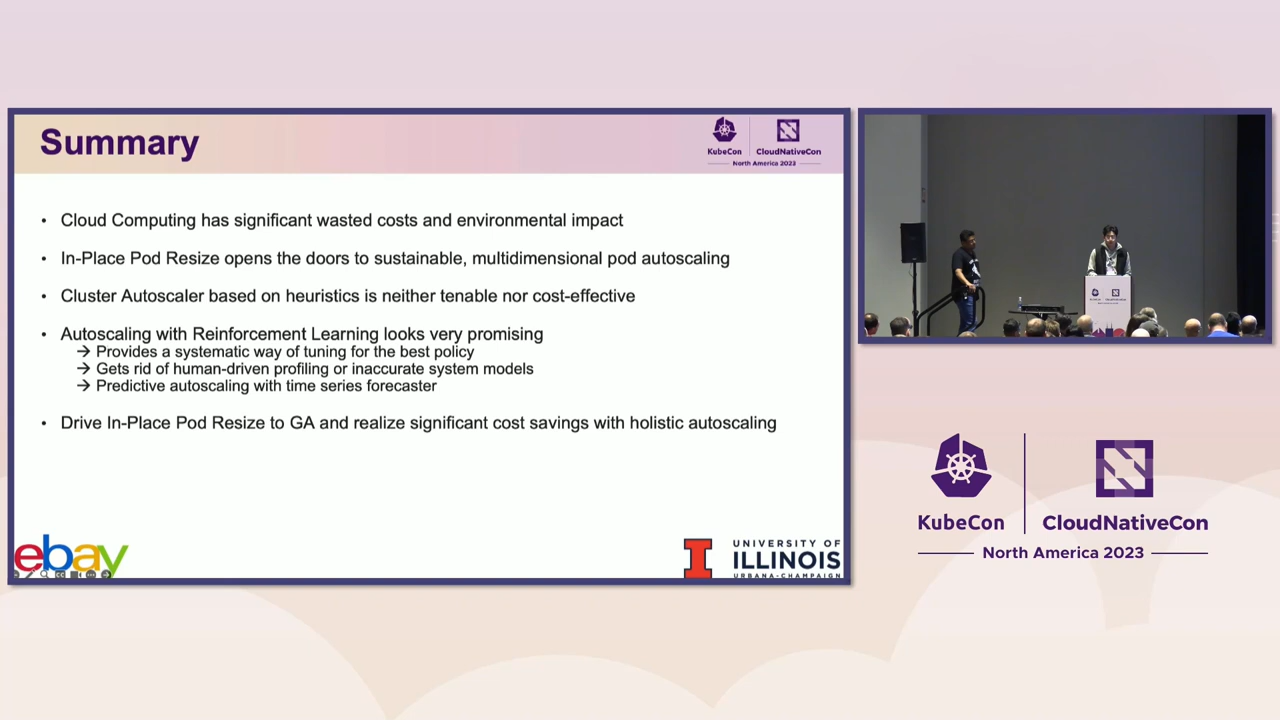 Summary
KubeCon
CloudNativeCon
North America 2023
• Cloud Computing has significant wasted costs and environmental impact
• In-Place Pod Resize opens the doors to sustainable, multidimensional pod autoscaling
• Cluster Autoscaler based on heuristics is neither tenable nor cost-effective
• Autoscaling with Reinforcement Learning looks very promising
→ Provides a systematic way of tuning for the best policy
→ Gets rid of human-driven profiling or inaccurate system models
→ Predictive autoscaling with time series forecaster
• Drive In-Place Pod Resize to GA and realize significant cost savings with holistic autoscaling
ebay
UNIVERSITY OF
ILLINOIS
URBANA-CHAMPAIGN
KubeCon
CloudNativeCon
North America 2023